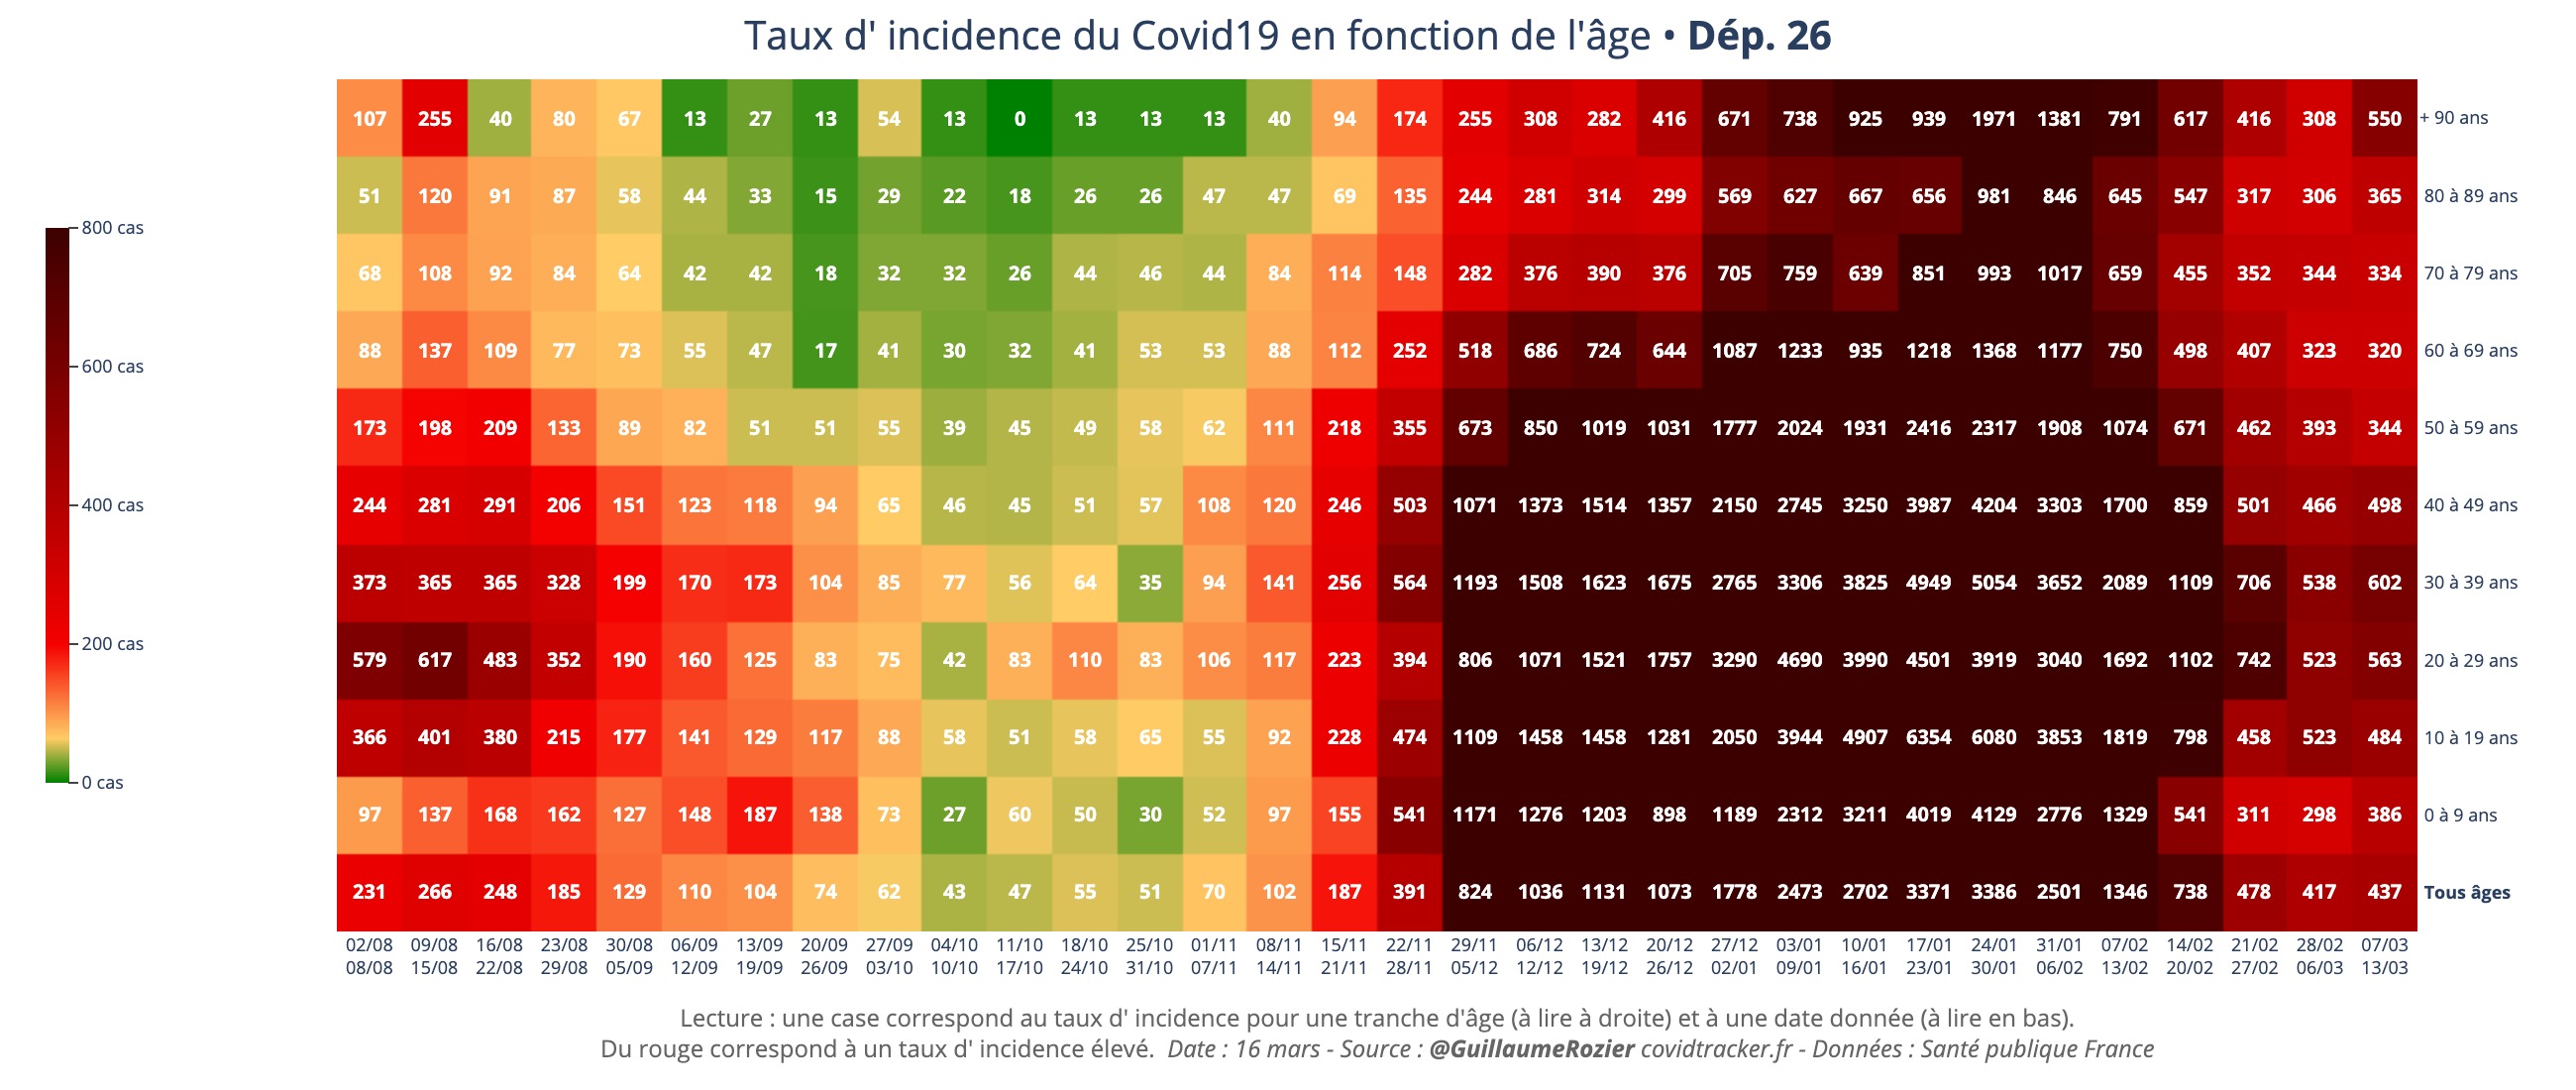 Taux d' incidence du Covid19 en fonction de l'âge • Dép. 26
800 cas
600 cas
400 cas
200 cas
0 cas
107 255 40 80 67 13 27 13 54 13 0 13 13 13 40 94 174 255 308 282 416 671 738 925 939 1971 1381 791 617 416 308 550 + 90 ans
51 120 91 87 58 44 33 15 29 22 18 26 26 47 47 69 135 244 281 314 299 569 627 667 656 981 846 645 547 317 306 365 80 à 89 ans
68 108 92 84 64 42 42 18 32 32 26 44 46 44 84 114 148 282 376 390 376 705 759 639 851 993 1017 659 455 352 344 334 70 à 79 ans
88 137 109 77 73 55 47 17 41 30 32 41 53 53 88 112 252 518 686 724 644 1087 1233 935 1218 1368 1177 750 498 407 323 320 60 à 69 ans
173 198 209 133 89 82 51 51 55 39 45 49 58 62 111 218 355 673 850 1019 1031 1777 2024 1931 2416 2317 1908 1074 671 462 393 344 50 à 59 ans
244 281 291 206 151 123 118 94 65 46 45 51 57 108 120 246 503 1071 1373 1514 1357 2150 2745 3250 3987 4204 3303 1700 859 501 466 498 40 à 49 ans
373 365 365 328 199 170 173 104 85 77 56 64 35 94 141 256 564 1193 1508 1623 1675 2765 3306 3825 4949 5054 3652 2089 1109 706 538 602 30 à 39 ans
579 617 483 352 190 160 125 83 75 42 83 110 83 106 117 223 394 806 1071 1521 1757 3290 4690 3990 4501 3919 3040 1692 1102 742 523 563 20 à 29 ans
366 401 380 215 177 141 129 117 88 58 51 58 65 55 92 228 474 1109 1458 1458 1281 2050 3944 4907 6354 6080 3853 1819 798 458 523 484 10 à 19 ans
97 137 168 162 127 148 187 138 73 27 60 50 30 52 97 155 541 1171 1276 1203 898 1189 2312 3211 4019 4129 2776 1329 541 311 298 386 0 à 9 ans
231 266 248 185 129 110 104 74 62 43 47 55 51 70 102 187 391 824 1036 1131 1073 1778 2473 2702 3371 3386 2501 1346 738 478 417 437 Tous âges
02/08 09/08 16/08 23/08 30/08 06/09 13/09 20/09 27/09 04/10 11/10 18/10 25/10 01/11 08/11 15/11 22/11 29/11 06/12 13/12 20/12 27/12 03/01 10/01 17/01 24/01 31/01 07/02 14/02 21/02 28/02 07/03
08/08 15/08 22/08 29/08 05/09 12/09 19/09 26/09 03/10 10/10 17/10 24/10 31/10 07/11 14/11 21/11 28/11 05/12 12/12 19/12 26/12 02/01 09/01 16/01 23/01 30/01 06/02 13/02 20/02 27/02 06/03 13/03
Lecture : une case correspond au taux d' incidence pour une tranche d'âge (à lire à droite) et à une date donnée (à lire en bas).
Du rouge correspond à un taux d' incidence élevé. Date : 16 mars - Source : @GuillaumeRozier covidtracker.fr - Données : Santé publique France